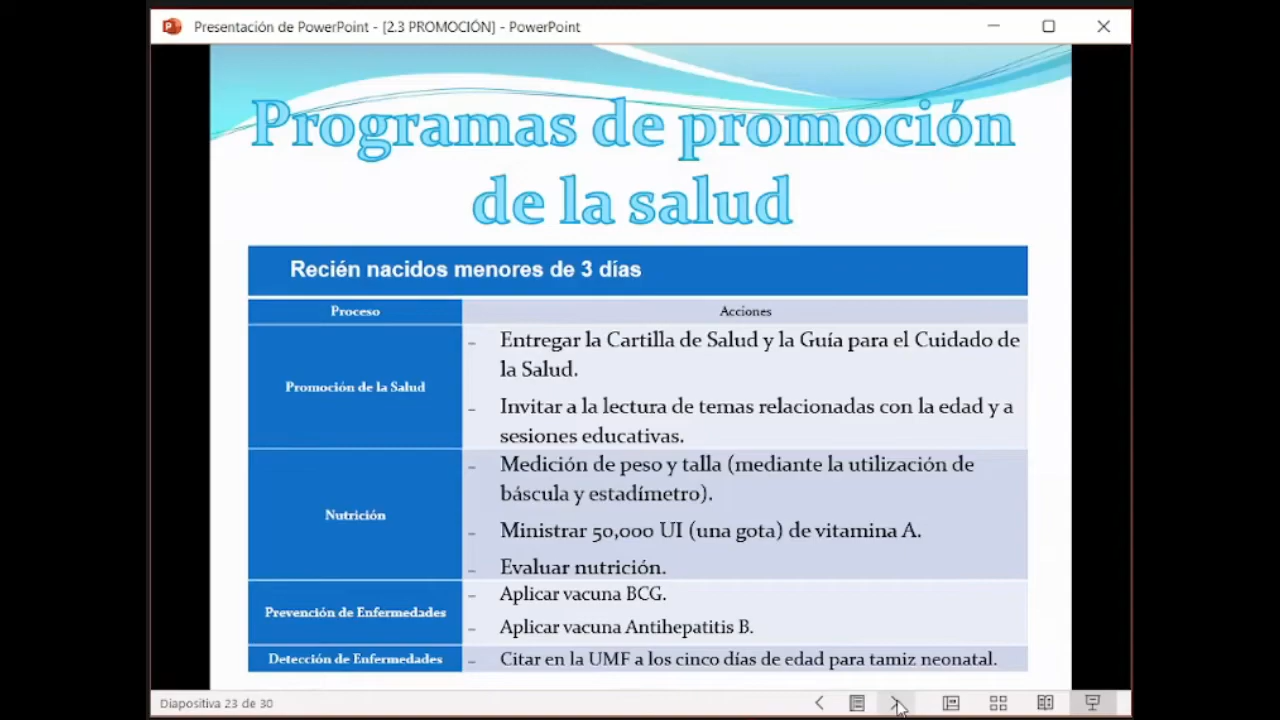 Presentación de PowerPoint - [2.3 PROMOCIÓN] - PowerPoint
Programas de promoción
de la salud
Recién nacidos menores de 3 días
Proceso
Acciones
Promoción de la Salud
- Entregar la Cartilla de Salud y la Guía para el Cuidado de
la Salud.
- Invitar a la lectura de temas relacionadas con la edad y a
sesiones educativas.
Nutrición
- Medición de peso y talla (mediante la utilización de
báscula y estadímetro).
- Ministrar 50,000 UI (una gota) de vitamina A.
- Evaluar nutrición.
Prevención de Enfermedades
- Aplicar vacuna BCG.
- Aplicar vacuna Antihepatitis B.
Detección de Enfermedades
- Citar en la UMF a los cinco días de edad para tamiz neonatal.
Diapositiva 23 de 30